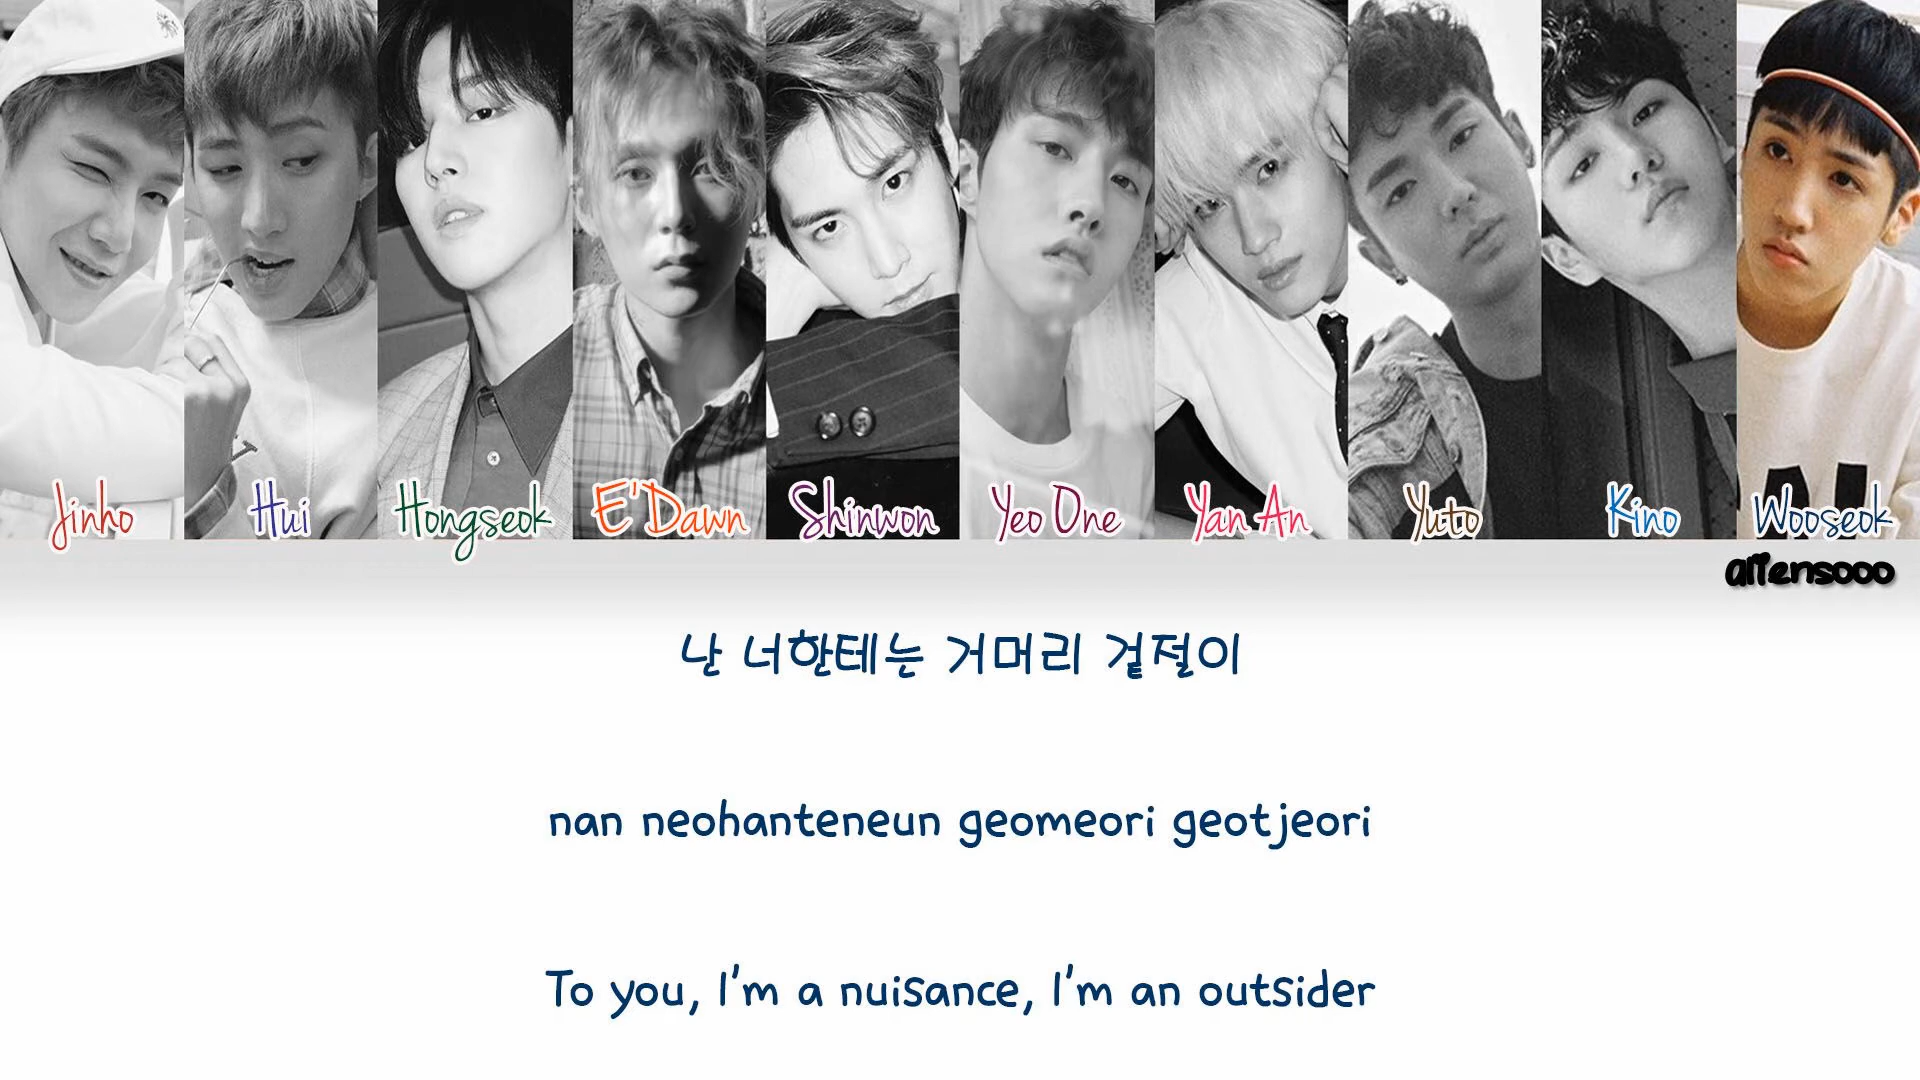 Jinho Hui Hongseok E'Dawn Shinwon Yeo One Yan An Yuto Kino Wooseok
aiiensooo
난 너한테는 거머리 겉절이
nan neohanteneun geomeori geotjeori
To you, I'm a nuisance, I'm an outsider